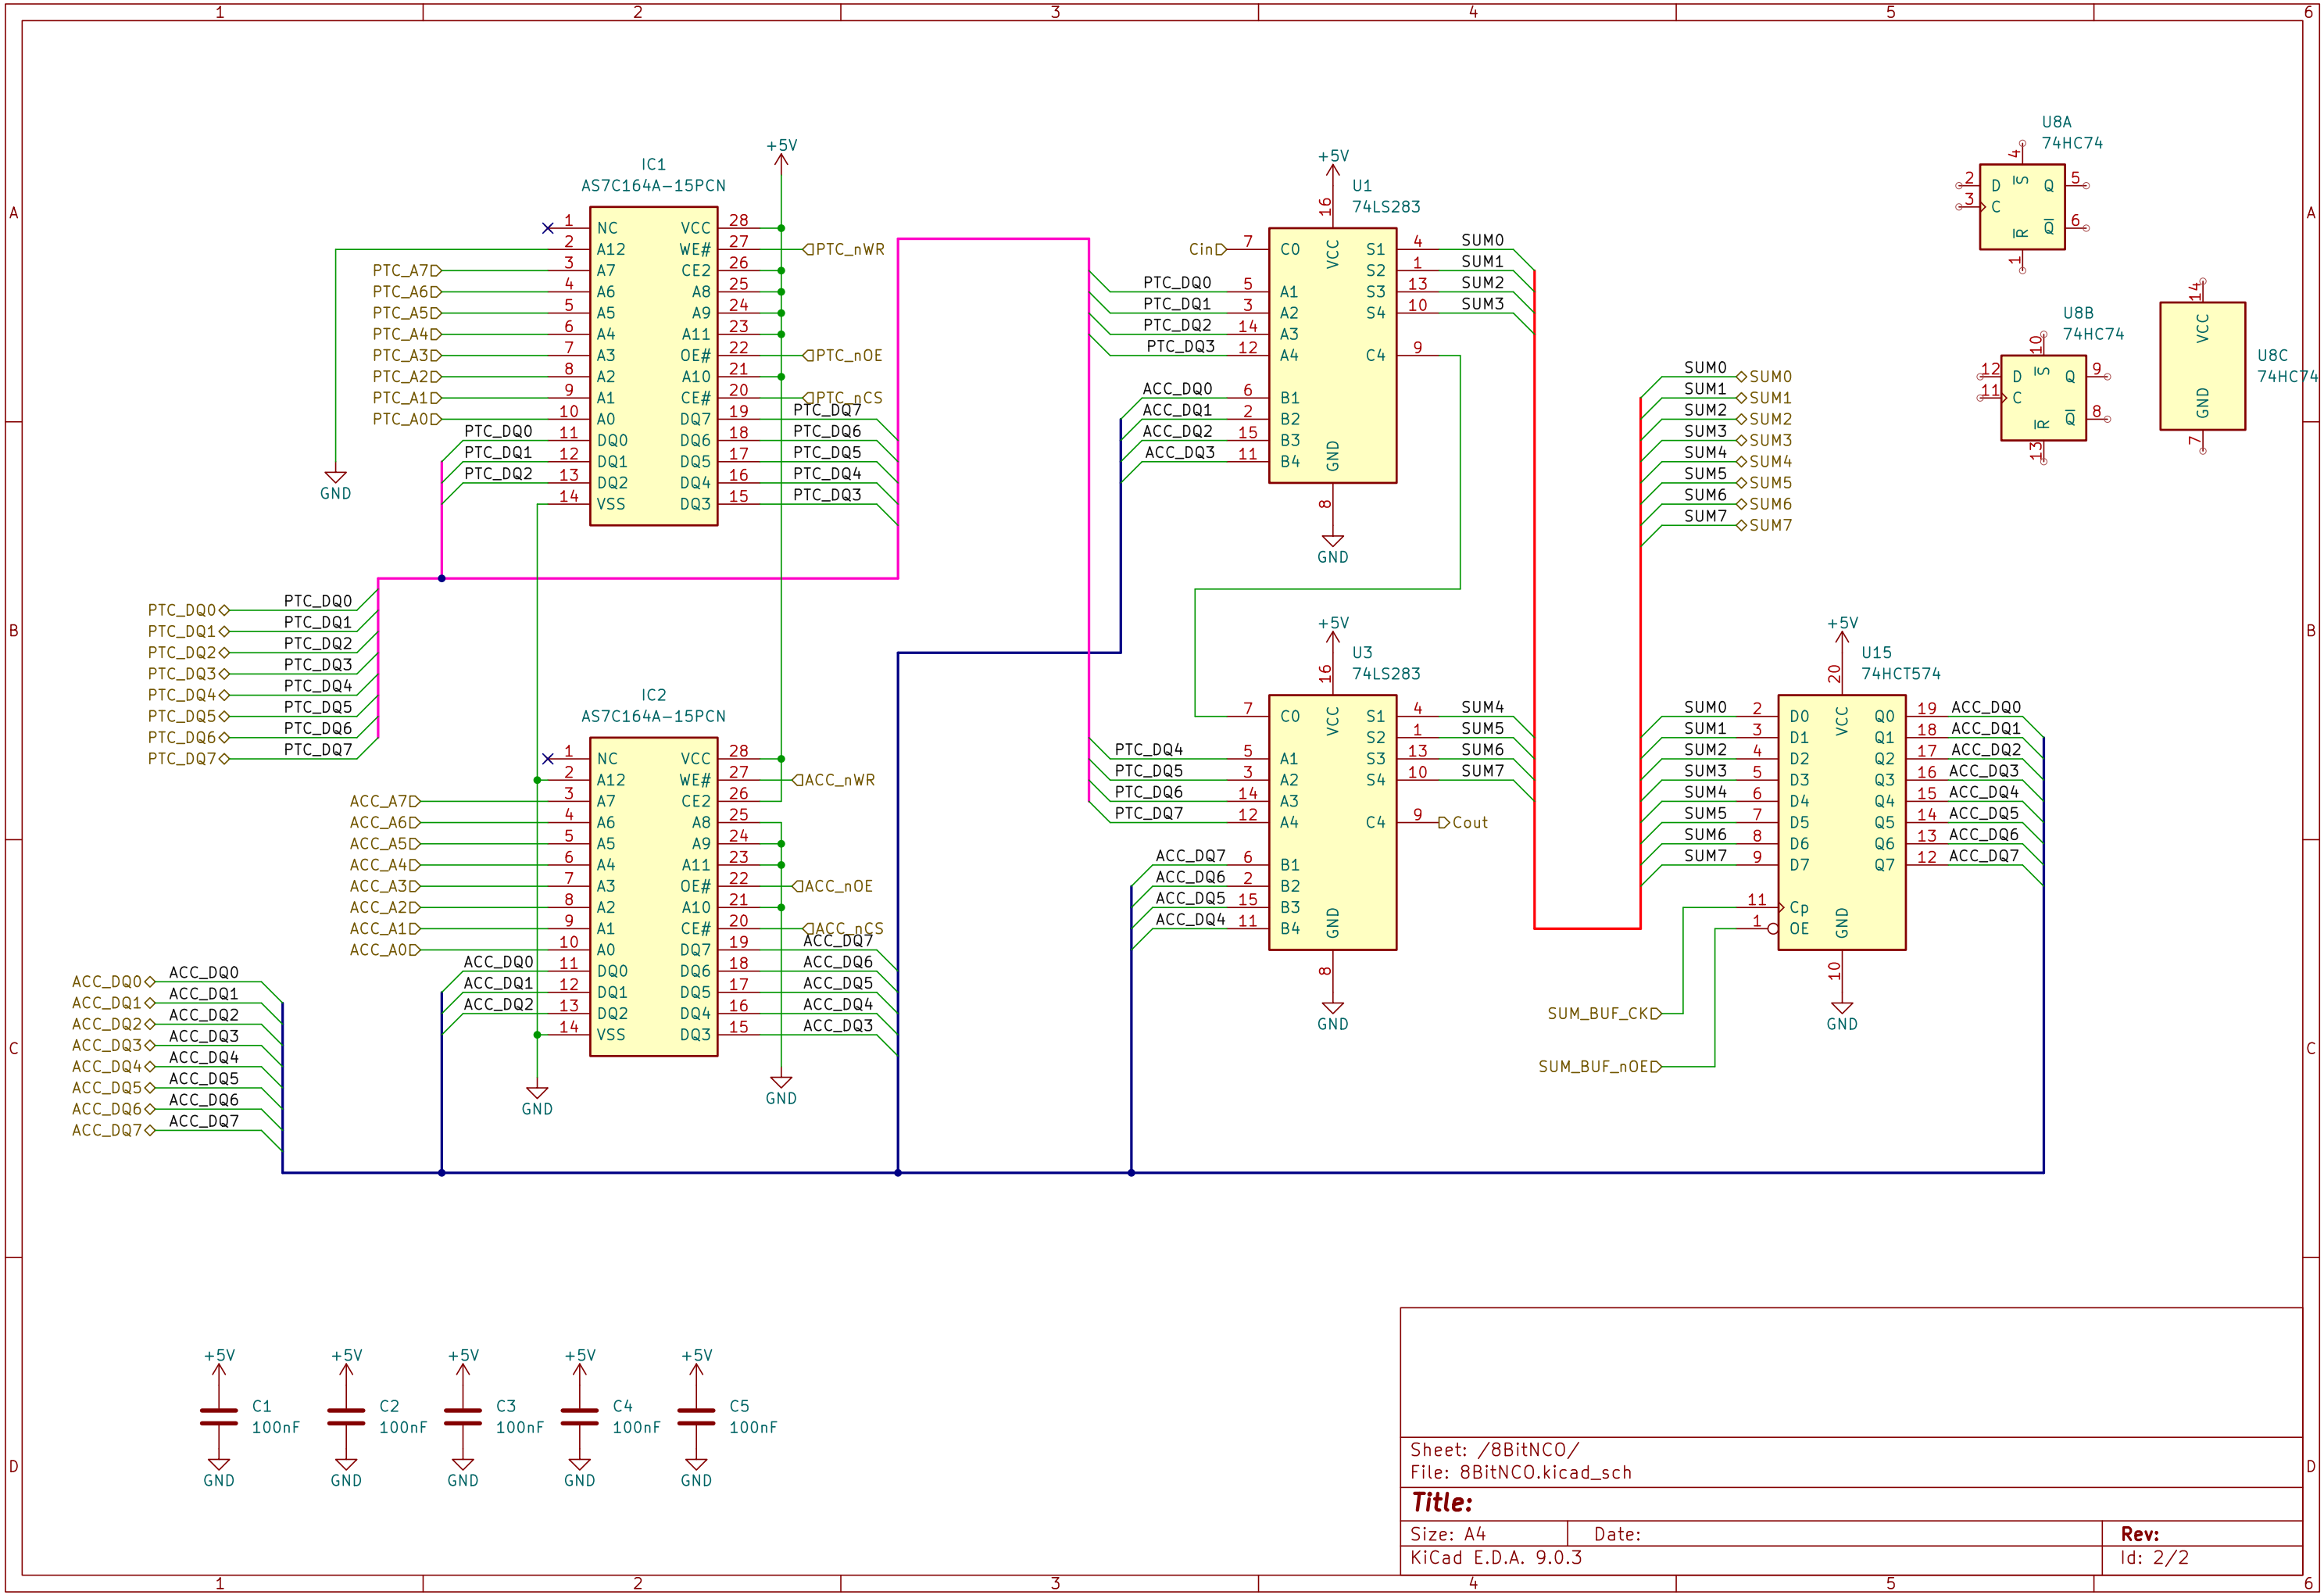 1 2 3 4 5 6
A
B
C
D
IC1
AS7C164A-15PCN
+5V
1 NC VCC 28
2 A12 WE# 27 PTC_nWR
PTC_A7 3 A7 CE2 26
PTC_A6 4 A6 A8 25
PTC_A5 5 A5 A9 24
PTC_A4 6 A4 A11 23
PTC_A3 7 A3 OE# 22 PTC_nOE
PTC_A2 8 A2 A10 21
PTC_A1 9 A1 CE# 20 PTC_nCS
PTC_A0 10 A0 DQ7 19 PTC_DQ7
PTC_DQ0 11 DQ0 DQ6 18 PTC_DQ6
PTC_DQ1 12 DQ1 DQ5 17 PTC_DQ5
PTC_DQ2 13 DQ2 DQ4 16 PTC_DQ4
14 VSS DQ3 15 PTC_DQ3
GND
PTC_DQ0 PTC_DQ0
PTC_DQ1 PTC_DQ1
PTC_DQ2 PTC_DQ2
PTC_DQ3 PTC_DQ3
PTC_DQ4 PTC_DQ4
PTC_DQ5 PTC_DQ5
PTC_DQ6 PTC_DQ6
PTC_DQ7 PTC_DQ7
IC2
AS7C164A-15PCN
1 NC VCC 28
2 A12 WE# 27 ACC_nWR
ACC_A7 3 A7 CE2 26
ACC_A6 4 A6 A8 25
ACC_A5 5 A5 A9 24
ACC_A4 6 A4 A11 23
ACC_A3 7 A3 OE# 22 ACC_nOE
ACC_A2 8 A2 A10 21
ACC_A1 9 A1 CE# 20 ACC_nCS
ACC_A0 10 A0 DQ7 19 ACC_DQ7
ACC_DQ0 11 DQ0 DQ6 18 ACC_DQ6
ACC_DQ1 12 DQ1 DQ5 17 ACC_DQ5
ACC_DQ2 13 DQ2 DQ4 16 ACC_DQ4
14 VSS DQ3 15 ACC_DQ3
GND
GND
ACC_DQ0 ACC_DQ0
ACC_DQ1 ACC_DQ1
ACC_DQ2 ACC_DQ2
ACC_DQ3 ACC_DQ3
ACC_DQ4 ACC_DQ4
ACC_DQ5 ACC_DQ5
ACC_DQ6 ACC_DQ6
ACC_DQ7 ACC_DQ7
+5V
U1
74LS283
16 VCC
Cin 7 C0 S1 4 SUM0
S2 1 SUM1
PTC_DQ0 5 A1 S3 13 SUM2
PTC_DQ1 3 A2 S4 10 SUM3
PTC_DQ2 14 A3
PTC_DQ3 12 A4 C4 9
ACC_DQ0 6 B1
ACC_DQ1 2 B2
ACC_DQ2 15 B3
ACC_DQ3 11 B4
GND 8
GND
+5V
U3
74LS283
16 VCC
7 C0 S1 4 SUM4
S2 1 SUM5
PTC_DQ4 5 A1 S3 13 SUM6
PTC_DQ5 3 A2 S4 10 SUM7
PTC_DQ6 14 A3
PTC_DQ7 12 A4 C4 9 Cout
ACC_DQ7 6 B1
ACC_DQ6 2 B2
ACC_DQ5 15 B3
ACC_DQ4 11 B4
GND 8
GND
SUM0 SUM0
SUM1 SUM1
SUM2 SUM2
SUM3 SUM3
SUM4 SUM4
SUM5 SUM5
SUM6 SUM6
SUM7 SUM7
+5V
U15
74HCT574
20 VCC
SUM0 2 D0 Q0 19 ACC_DQ0
SUM1 3 D1 Q1 18 ACC_DQ1
SUM2 4 D2 Q2 17 ACC_DQ2
SUM3 5 D3 Q3 16 ACC_DQ3
SUM4 6 D4 Q4 15 ACC_DQ4
SUM5 7 D5 Q5 14 ACC_DQ5
SUM6 8 D6 Q6 13 ACC_DQ6
SUM7 9 D7 Q7 12 ACC_DQ7
11 Cp
1 OE
GND 10
GND
SUM_BUF_CK
SUM_BUF_nOE
U8A
74HC74
4 S
2 D Q 5
3 C
Q 6
R 1
U8B
74HC74
10 S
12 D Q 9
11 C
Q 8
R 13
14 VCC
U8C
74HC74
GND 7
+5V +5V +5V +5V +5V
C1 C2 C3 C4 C5
100nF 100nF 100nF 100nF 100nF
GND GND GND GND GND
Sheet: /8BitNCO/
File: 8BitNCO.kicad_sch
Title:
Size: A4 Date: Rev:
KiCad E.D.A. 9.0.3 Id: 2/2
A
B
C
D
1 2 3 4 5 6